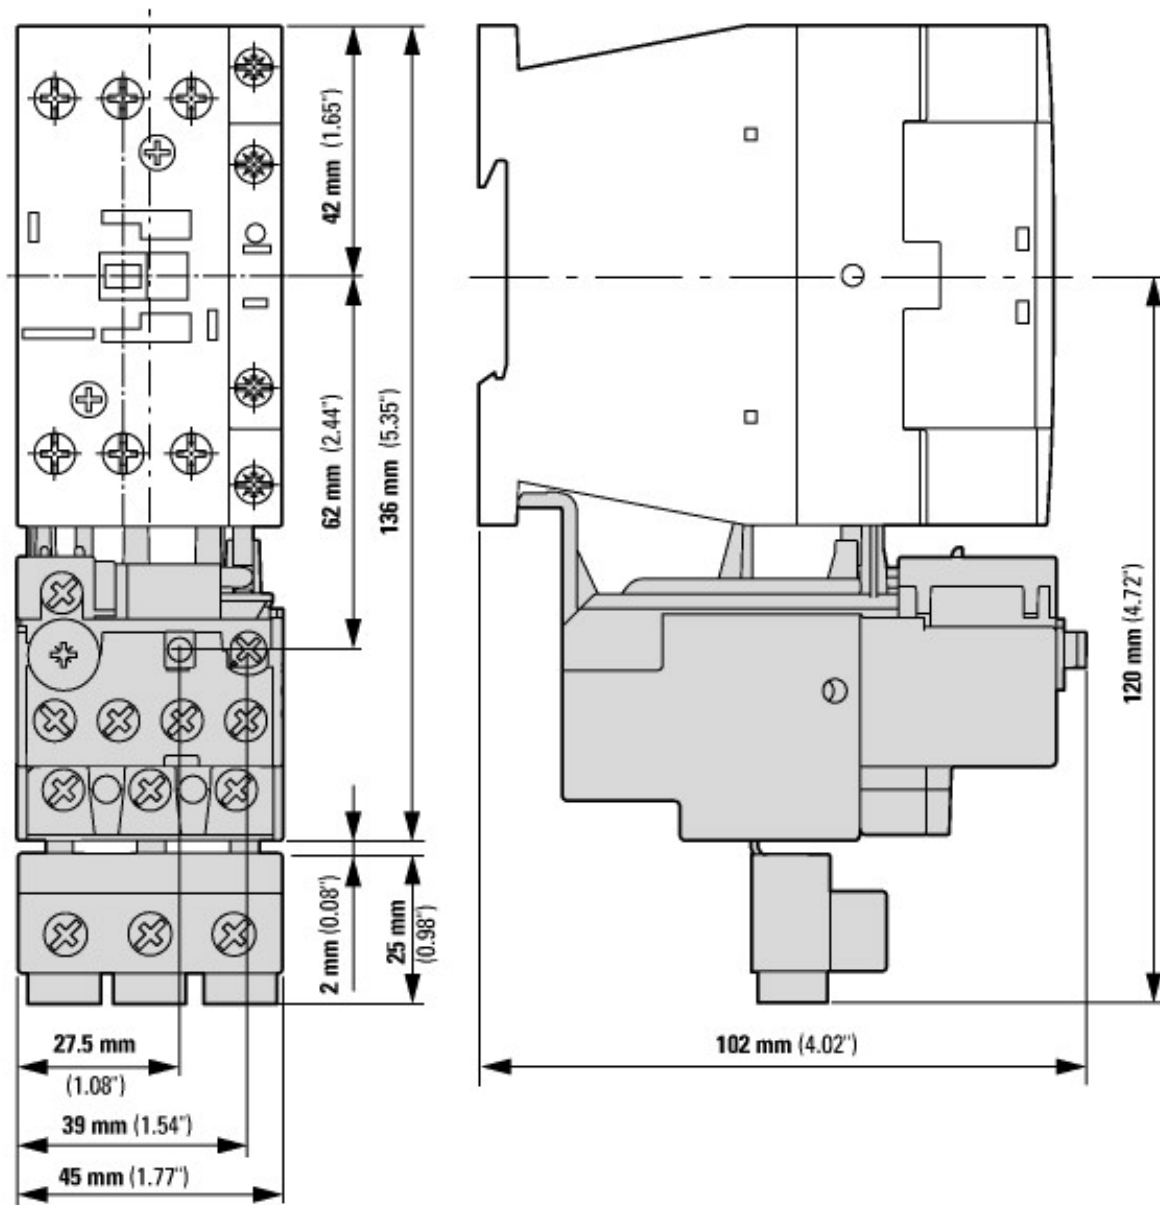 42 mm (1.65")
62 mm (2.44")
136 mm (5.35")
120 mm (4.72")
2 mm (0.08")
25 mm
(0.98")
27.5 mm
(1.08")
39 mm (1.54")
45 mm (1.77")
102 mm (4.02")